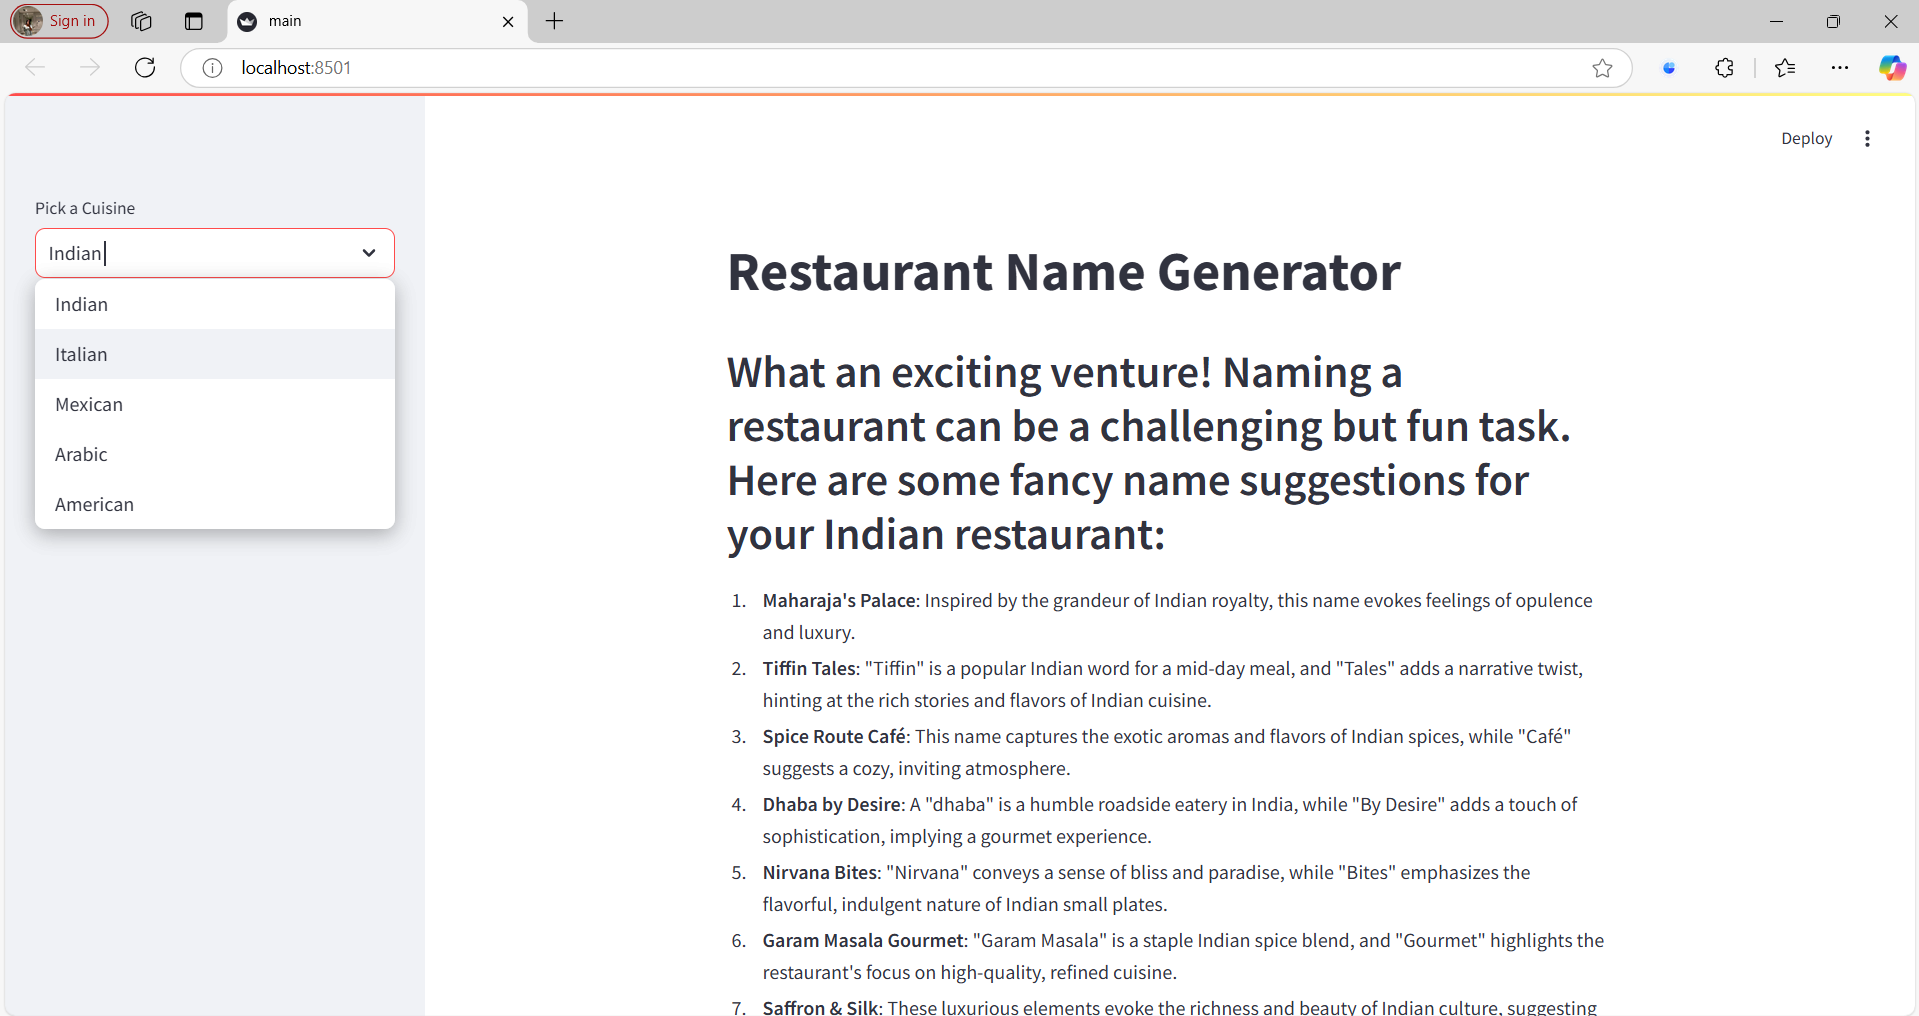 Sign in
main
localhost:8501
Deploy
Pick a Cuisine
Indian
Indian
Italian
Mexican
Arabic
American
Restaurant Name Generator
What an exciting venture! Naming a
restaurant can be a challenging but fun task.
Here are some fancy name suggestions for
your Indian restaurant:
1. Maharaja's Palace: Inspired by the grandeur of Indian royalty, this name evokes feelings of opulence
and luxury.
2. Tiffin Tales: "Tiffin" is a popular Indian word for a mid-day meal, and "Tales" adds a narrative twist,
hinting at the rich stories and flavors of Indian cuisine.
3. Spice Route Café: This name captures the exotic aromas and flavors of Indian spices, while "Café"
suggests a cozy, inviting atmosphere.
4. Dhaba by Desire: A "dhaba" is a humble roadside eatery in India, while "By Desire" adds a touch of
sophistication, implying a gourmet experience.
5. Nirvana Bites: "Nirvana" conveys a sense of bliss and paradise, while "Bites" emphasizes the
flavorful, indulgent nature of Indian small plates.
6. Garam Masala Gourmet: "Garam Masala" is a staple Indian spice blend, and "Gourmet" highlights the
restaurant's focus on high-quality, refined cuisine.
7. Saffron & Silk: These luxurious elements evoke the richness and beauty of Indian culture, suggesting